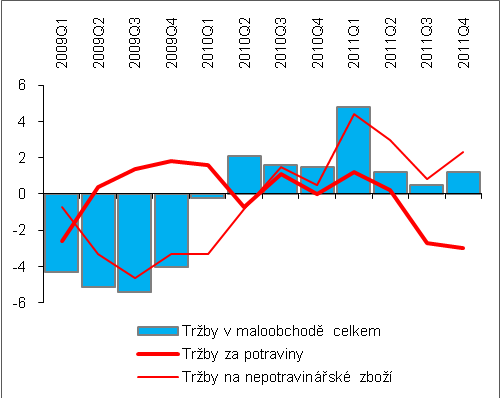 2009Q1
2009Q2
2009Q3
2009Q4
2010Q1
2010Q2
2010Q3
2010Q4
2011Q1
2011Q2
2011Q3
2011Q4
6
4
2
0
-2
-4
-6
Tržby v maloobchodě celkem
Tržby za potraviny
Tržby na nepotravinářské zboží